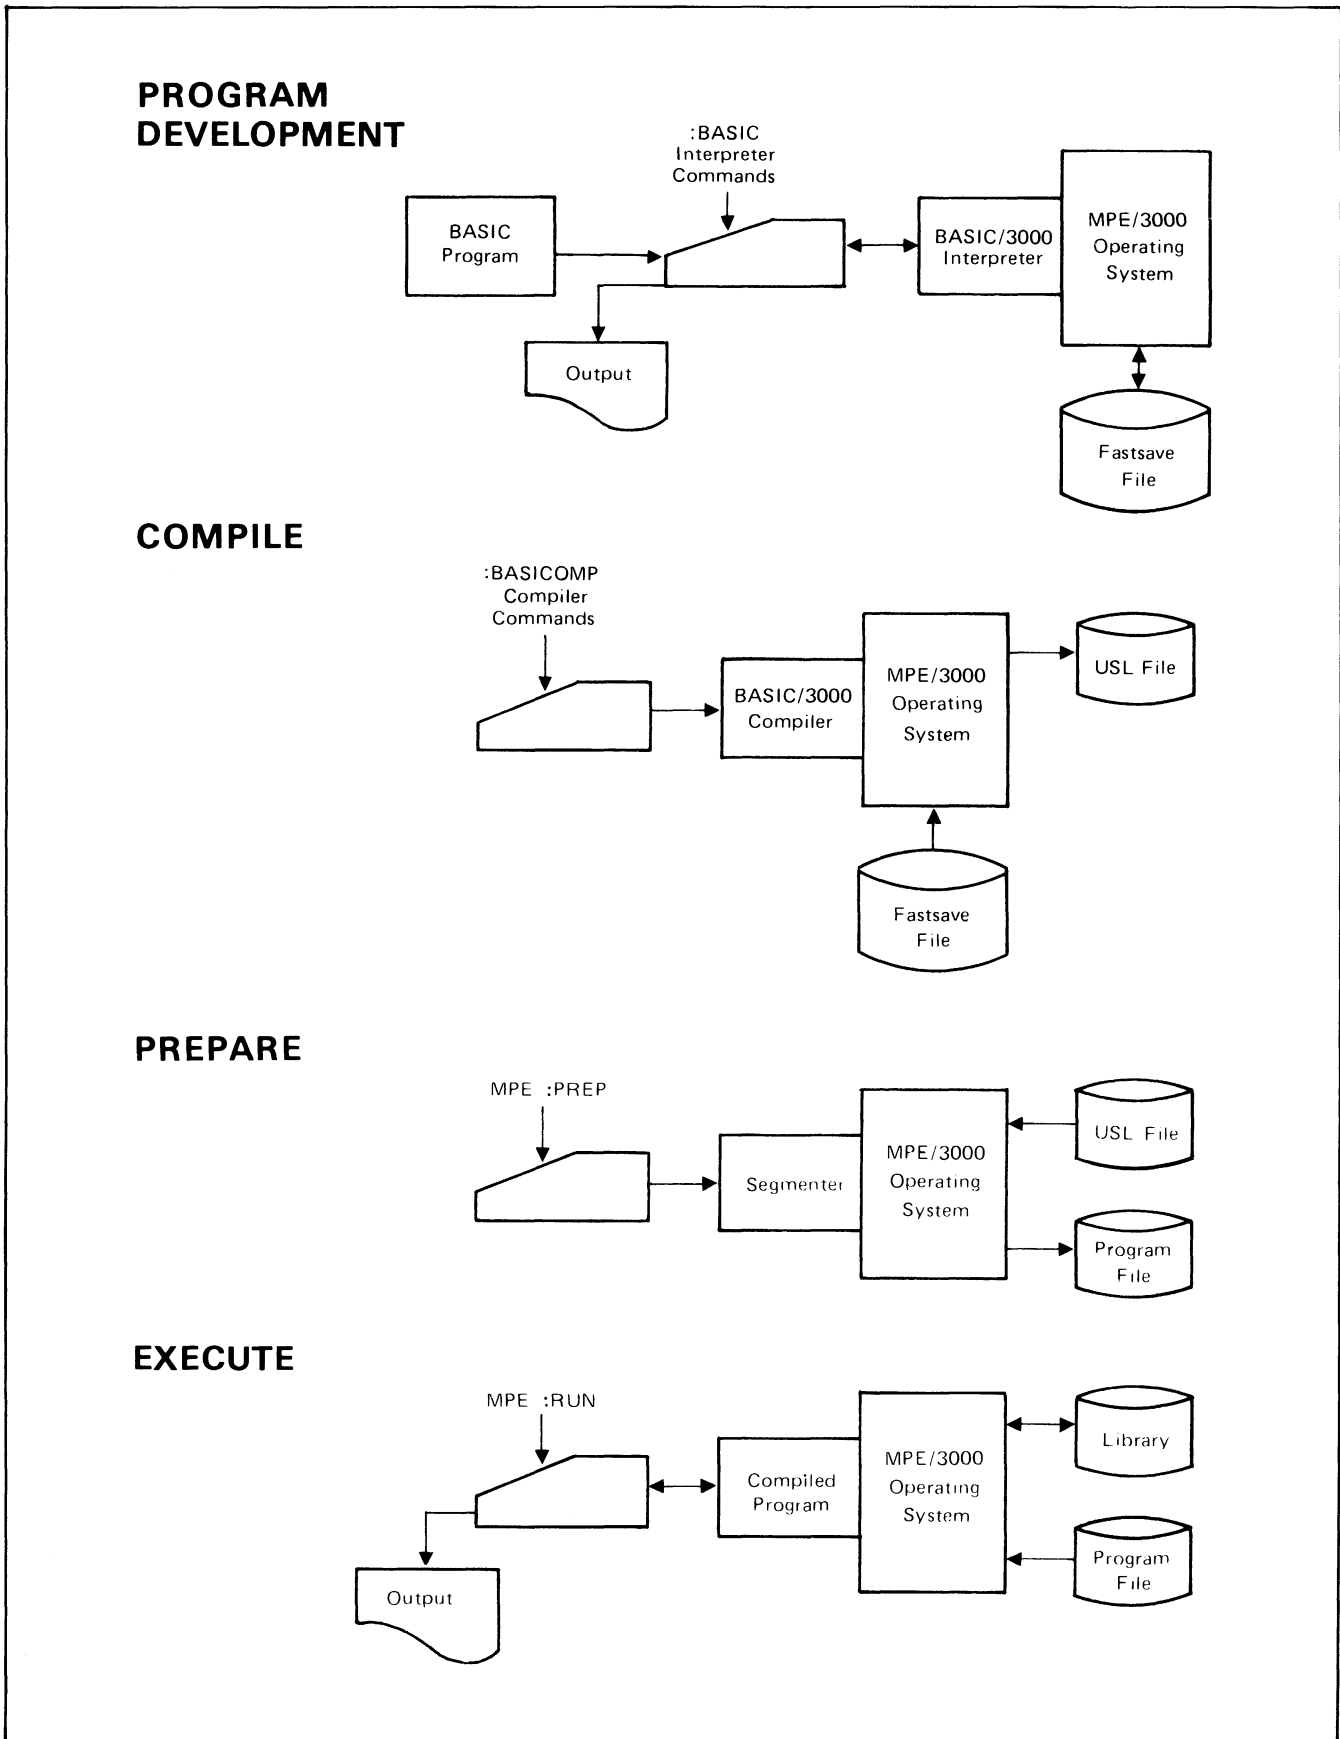 PROGRAM
DEVELOPMENT
:BASIC
Interpreter
Commands
BASIC
Program
BASIC/3000
Interpreter
MPE/3000
Operating
System
Output
Fastsave
File
COMPILE
:BASICOMP
Compiler
Commands
BASIC/3000
Compiler
MPE/3000
Operating
System
USL File
Fastsave
File
PREPARE
MPE :PREP
Segmenter
MPE/3000
Operating
System
USL File
Program
File
EXECUTE
MPE :RUN
Compiled
Program
MPE/3000
Operating
System
Library
Program
File
Output